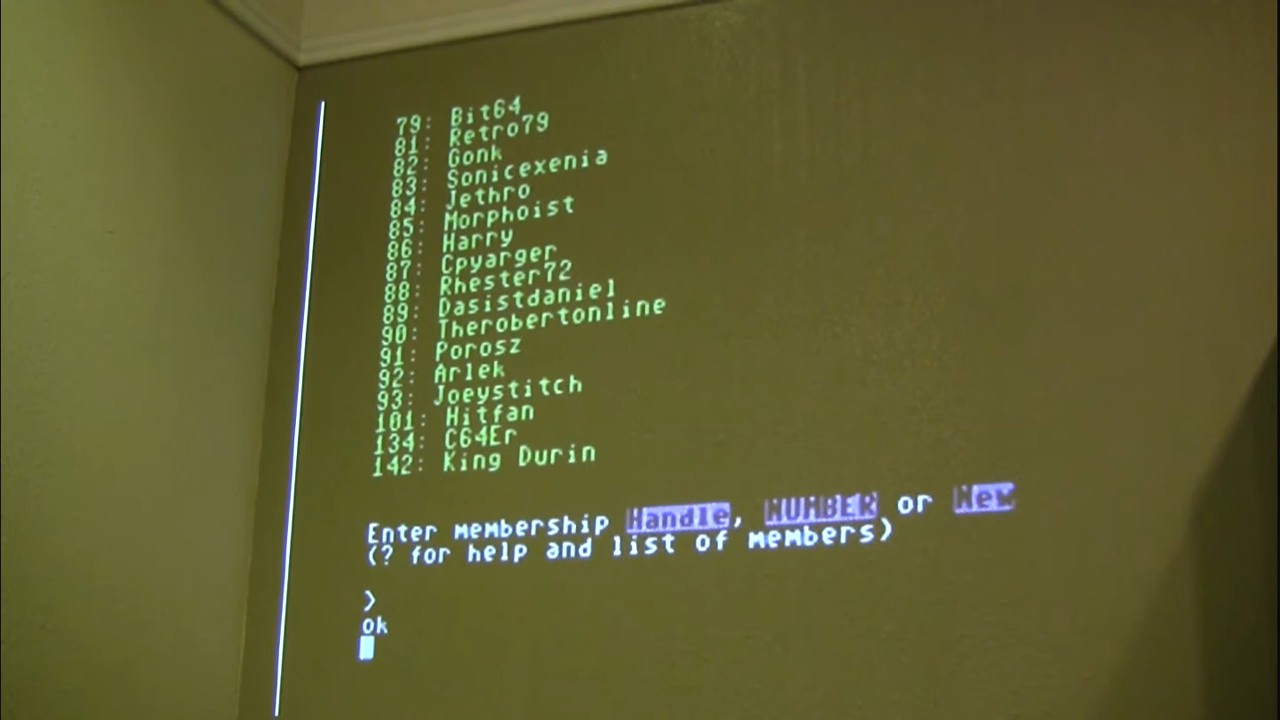 79: Bit64
81: Retro79
82: Gonk
83: Sonicexenia
84: Jethro
85: Morphoist
86: Harry
87: Cpyarger
88: Rhester72
89: Dasistdaniel
90: Therobertonline
91: Porosz
92: Arlek
93: Joeystitch
101: Hitfan
134: C64Er
142: King Durin
Enter membership Handle, NUMBER or New
(? for help and list of members)
>
ok